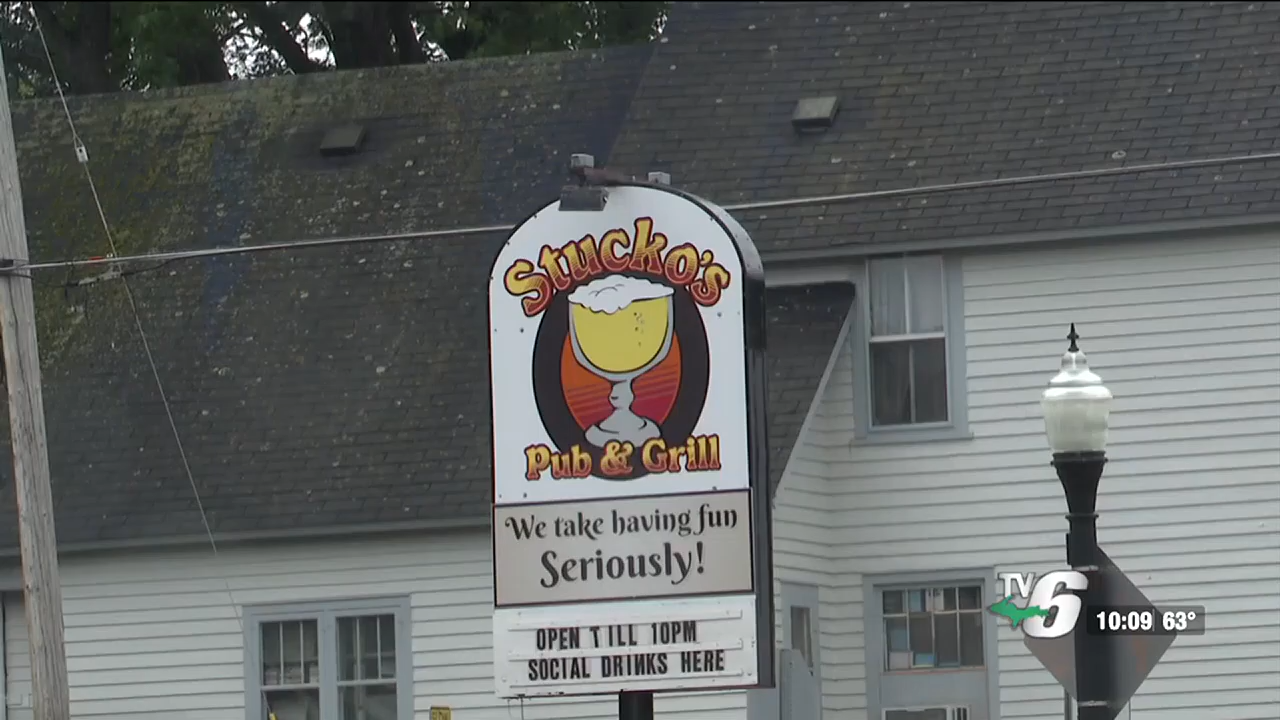 Stucko's
Pub & Grill
We take having fun
Seriously!
OPEN TILL 10PM
SOCIAL DRINKS HERE
TV6
10:09 63°